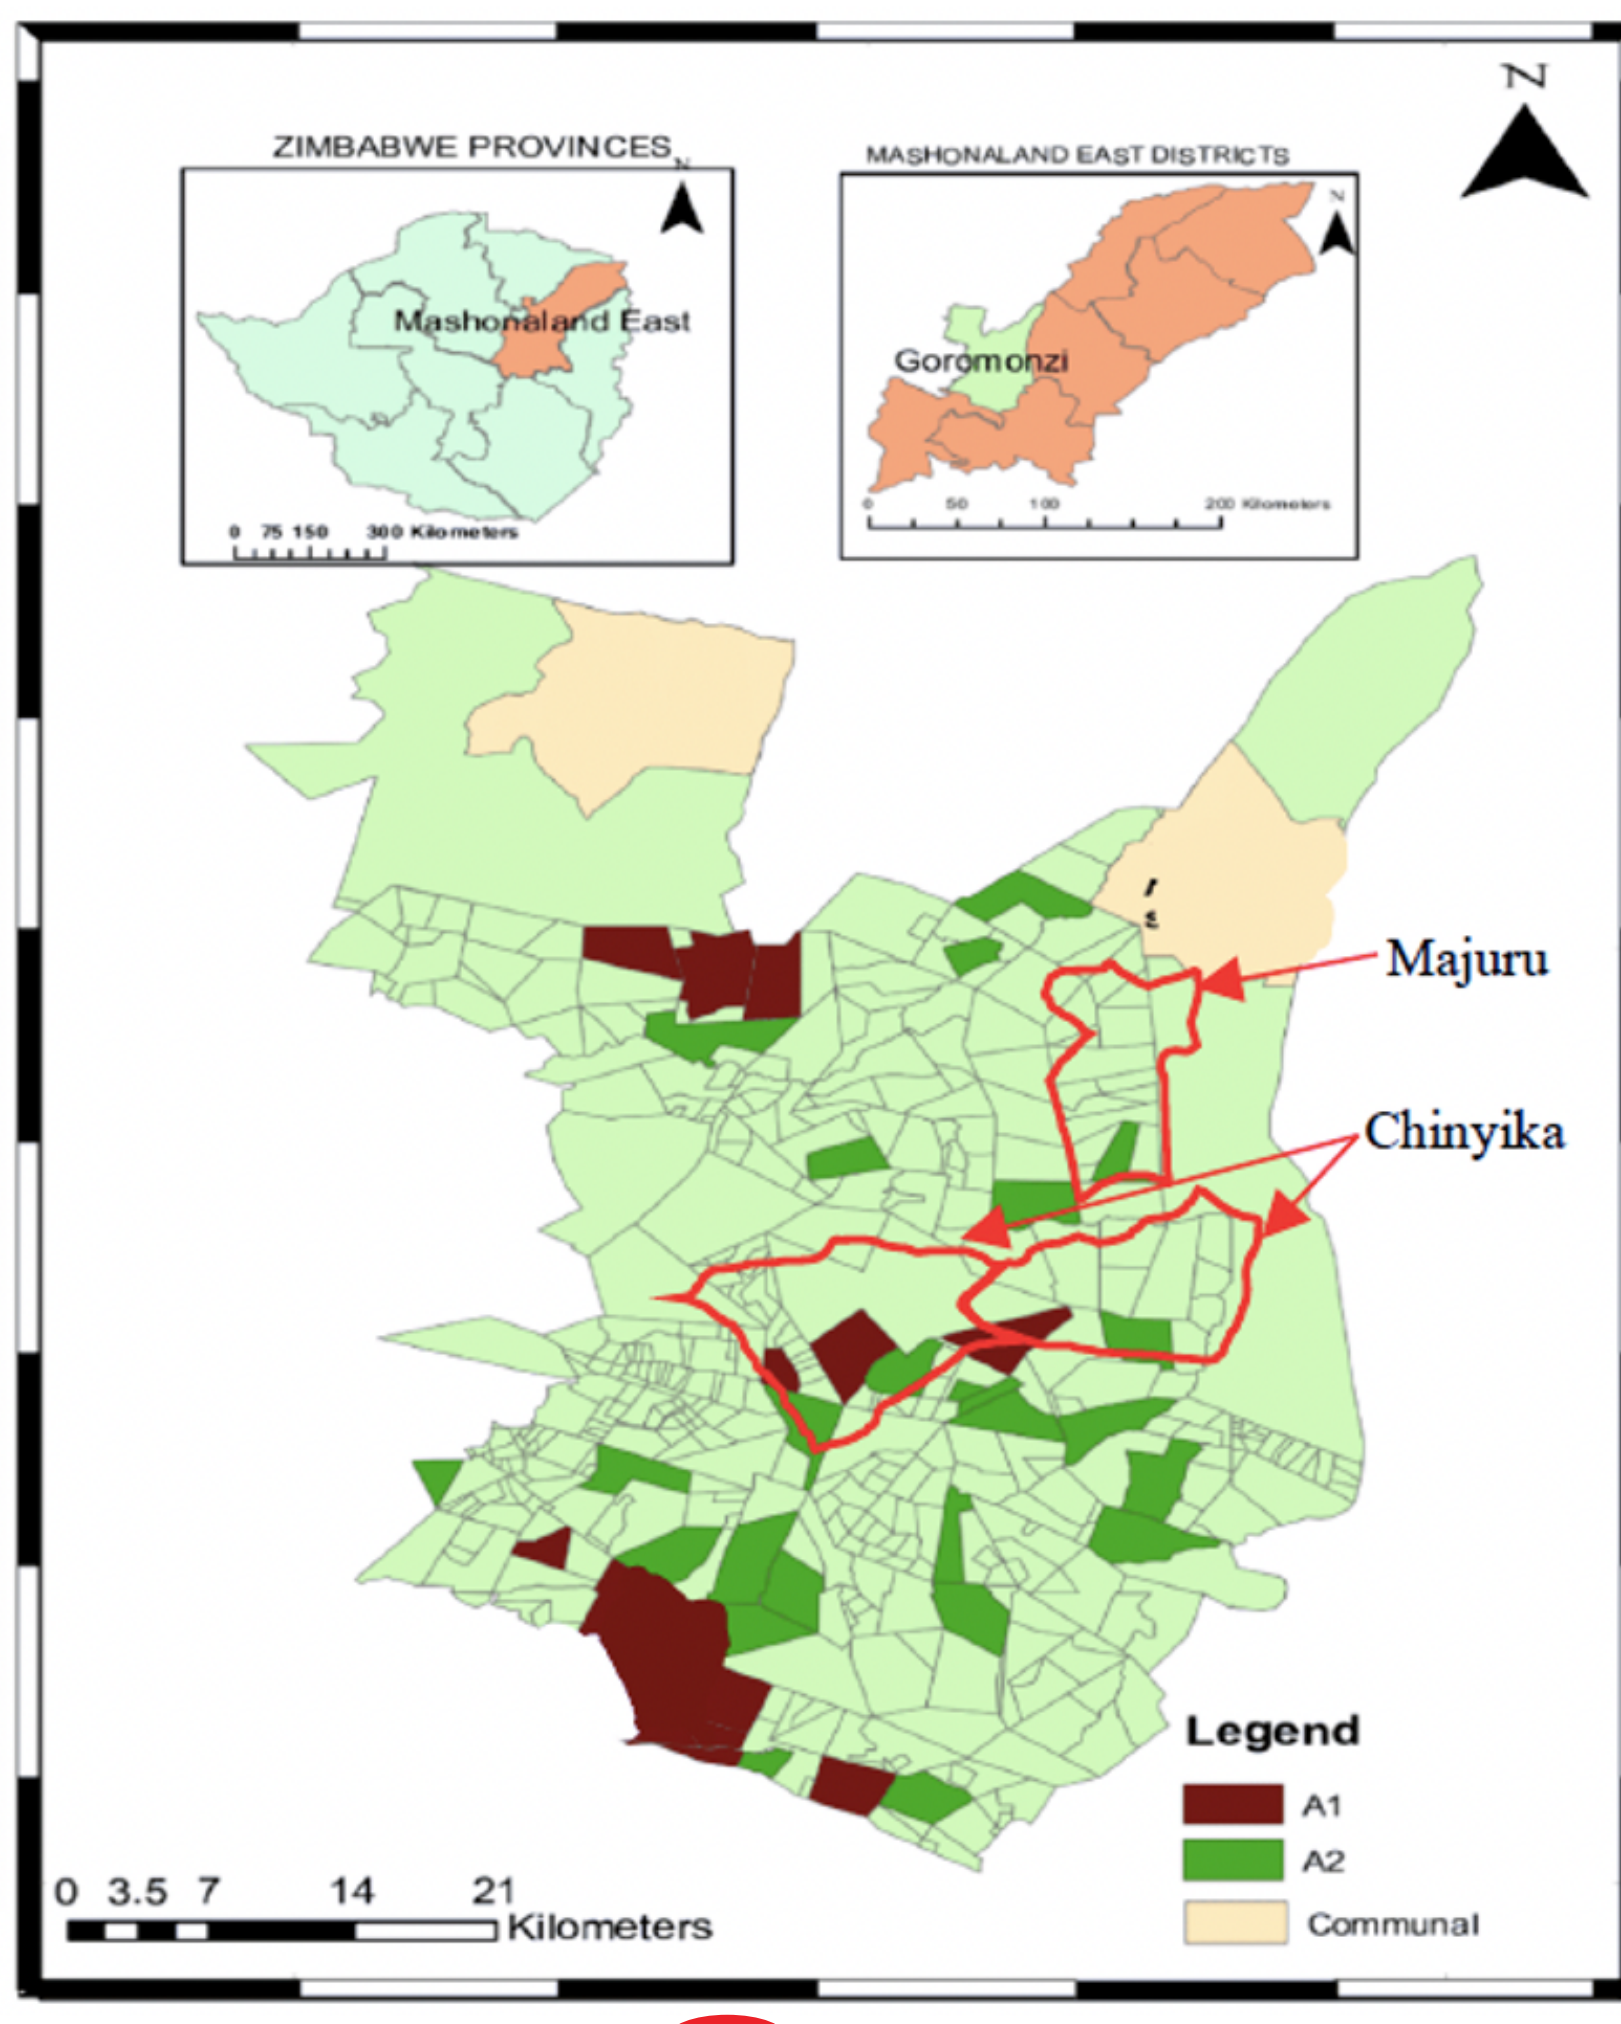 N
ZIMBABWE PROVINCES
N
Mashonaland East
0 75 150 300 Kilometers
MASHONALAND EAST DISTRICTS
N
Goromonzi
0 50 100 200 Kilometers
Majuru
Chinyika
Legend
A1
A2
Communal
0 3.5 7 14 21
Kilometers